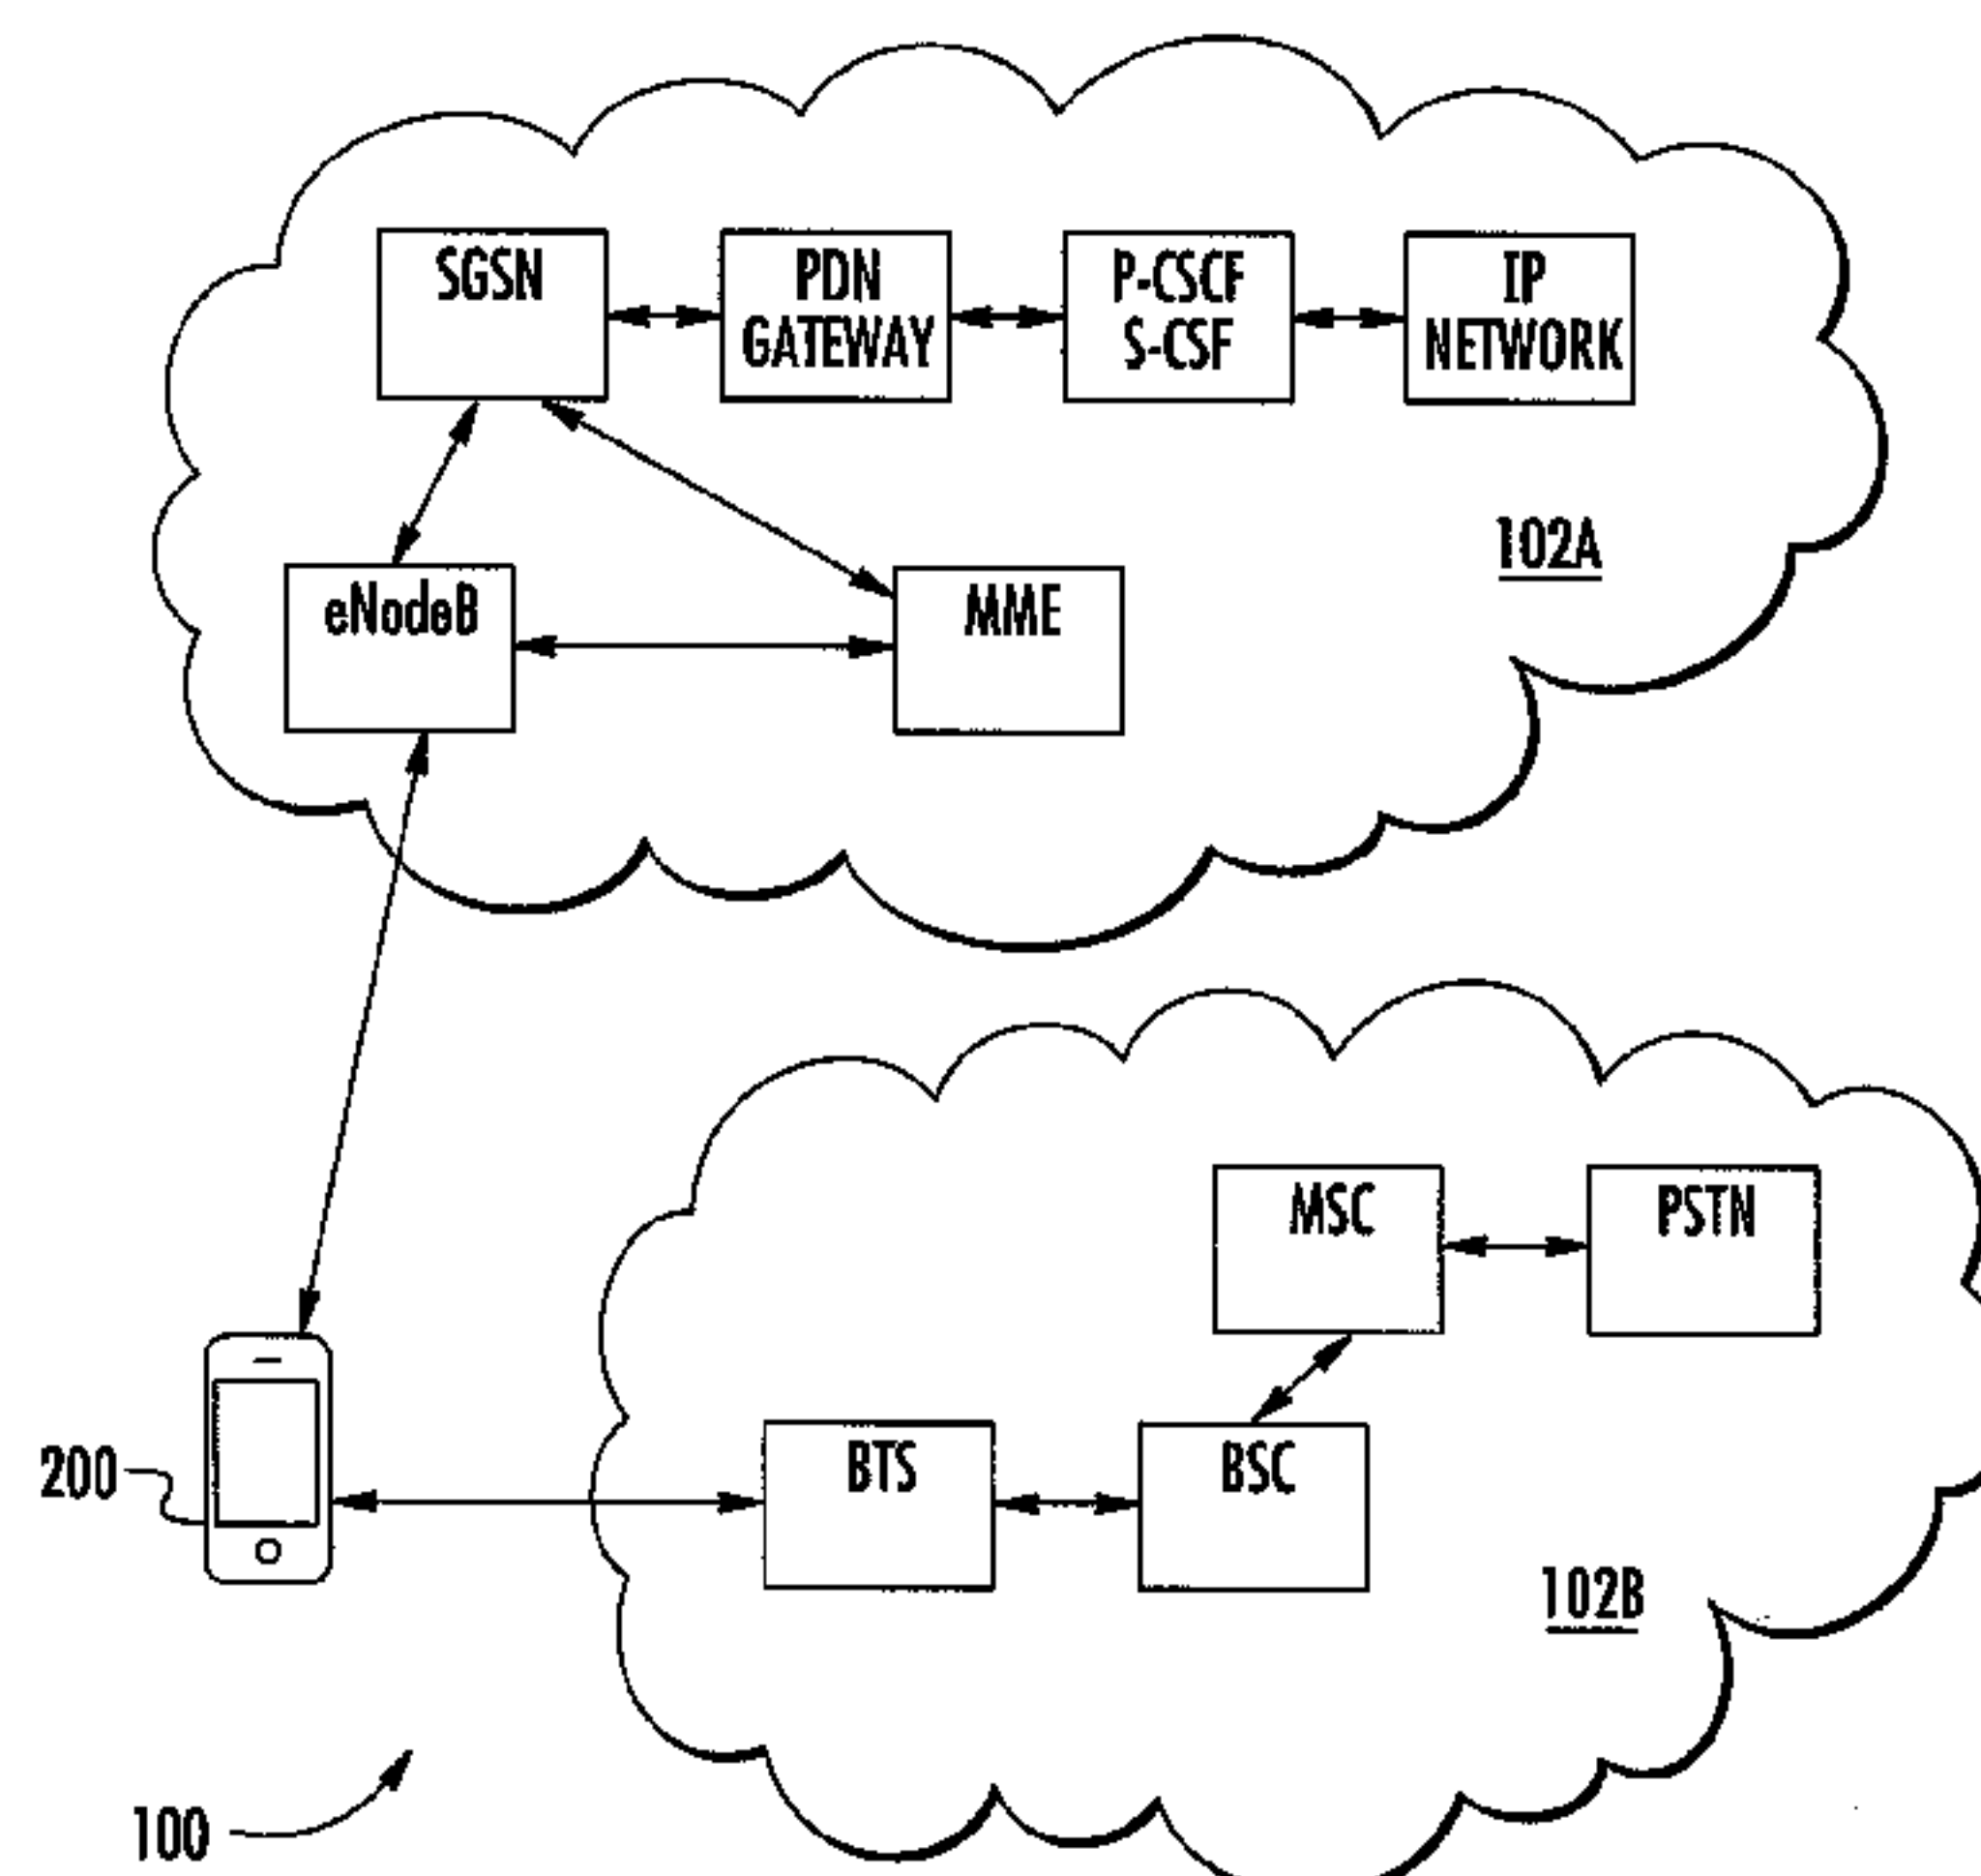 SGSN
PDN
GATEWAY
P-CSCF
S-CSF
IP
NETWORK
102A
eNodeB
MME
MSC
PSTN
200
BTS
BSC
102B
100